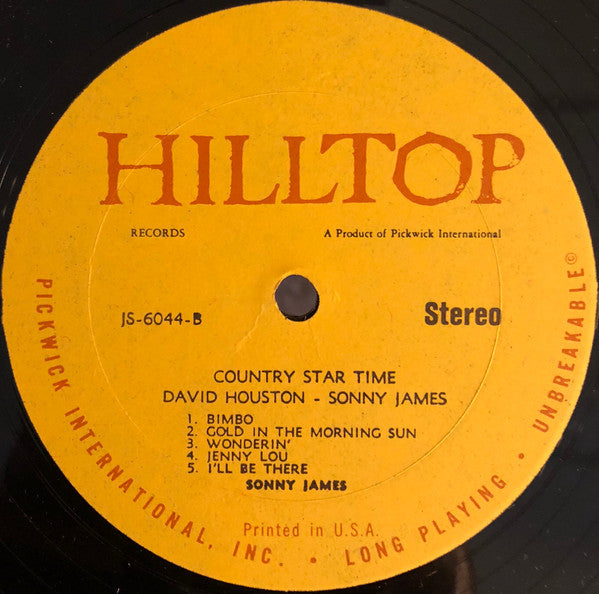 HILLTOP
RECORDS
A Product of Pickwick International
JS-6044-B
Stereo
COUNTRY STAR TIME
DAVID HOUSTON - SONNY JAMES
1. BIMBO
2. GOLD IN THE MORNING SUN
3. WONDERIN'
4. JENNY LOU
5. I'LL BE THERE
SONNY JAMES
Printed in U.S.A.
PICKWICK INTERNATIONAL, INC. • LONG PLAYING • UNBREAKABLE©